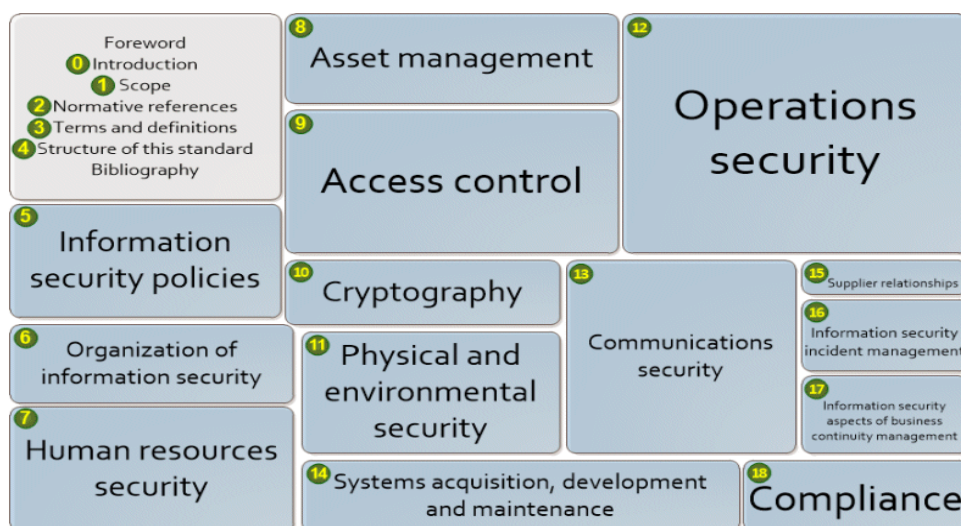 Foreword
0 Introduction
1 Scope
2 Normative references
3 Terms and definitions
4 Structure of this standard
Bibliography
5
Information
security policies
6
Organization of
information security
7
Human resources
security
8
Asset management
9
Access control
10
Cryptography
11
Physical and
environmental
security
12
Operations
security
13
Communications
security
14
Systems acquisition, development
and maintenance
15
Supplier relationships
16
Information security
incident management
17
Information security
aspects of business
continuity management
18
Compliance